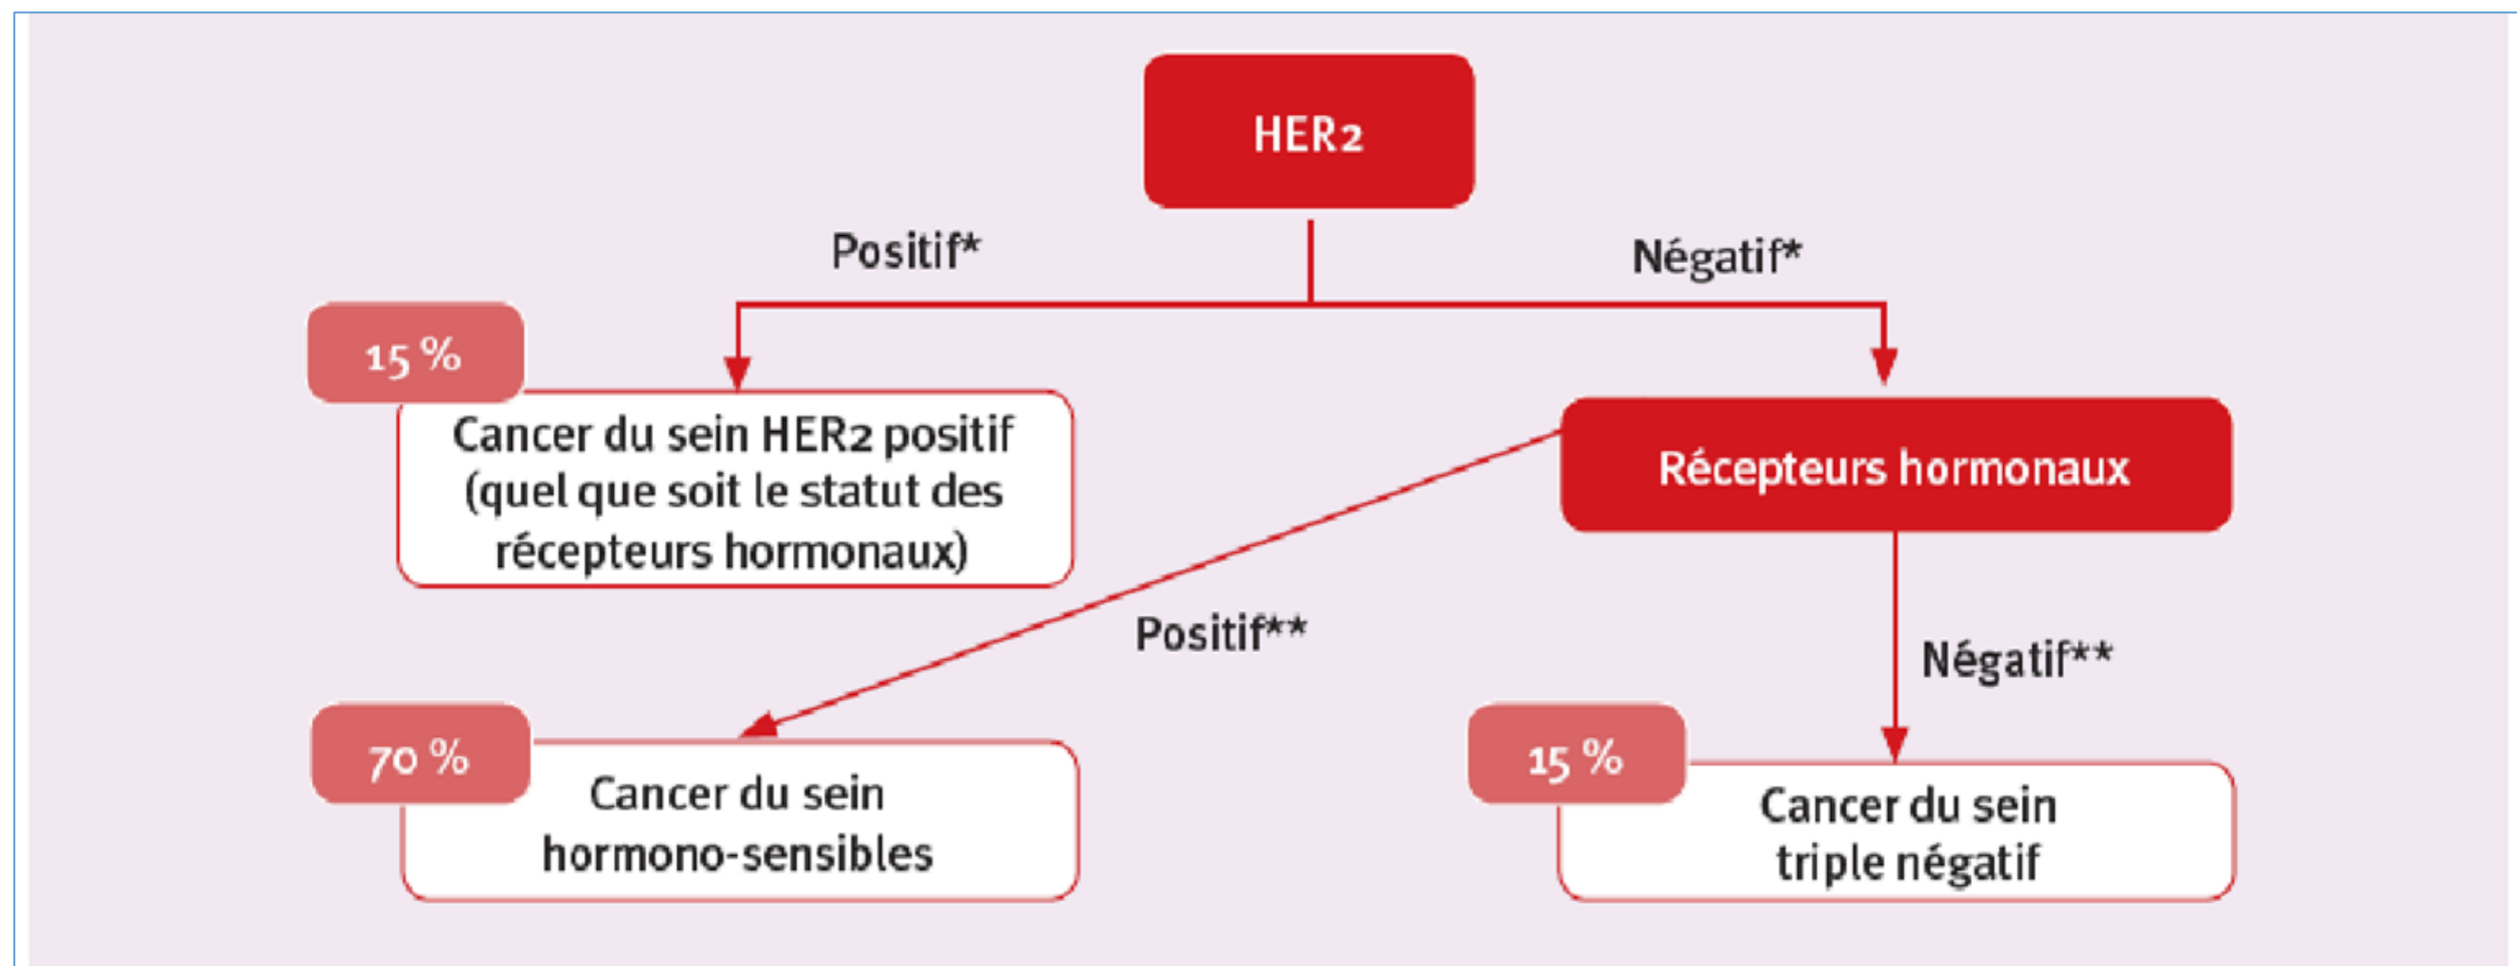 HER2
Positif*
Négatif*
15 %
Cancer du sein HER2 positif
(quel que soit le statut des
récepteurs hormonaux)
Récepteurs hormonaux
Positif**
Négatif**
70 %
Cancer du sein
hormono-sensibles
15 %
Cancer du sein
triple négatif